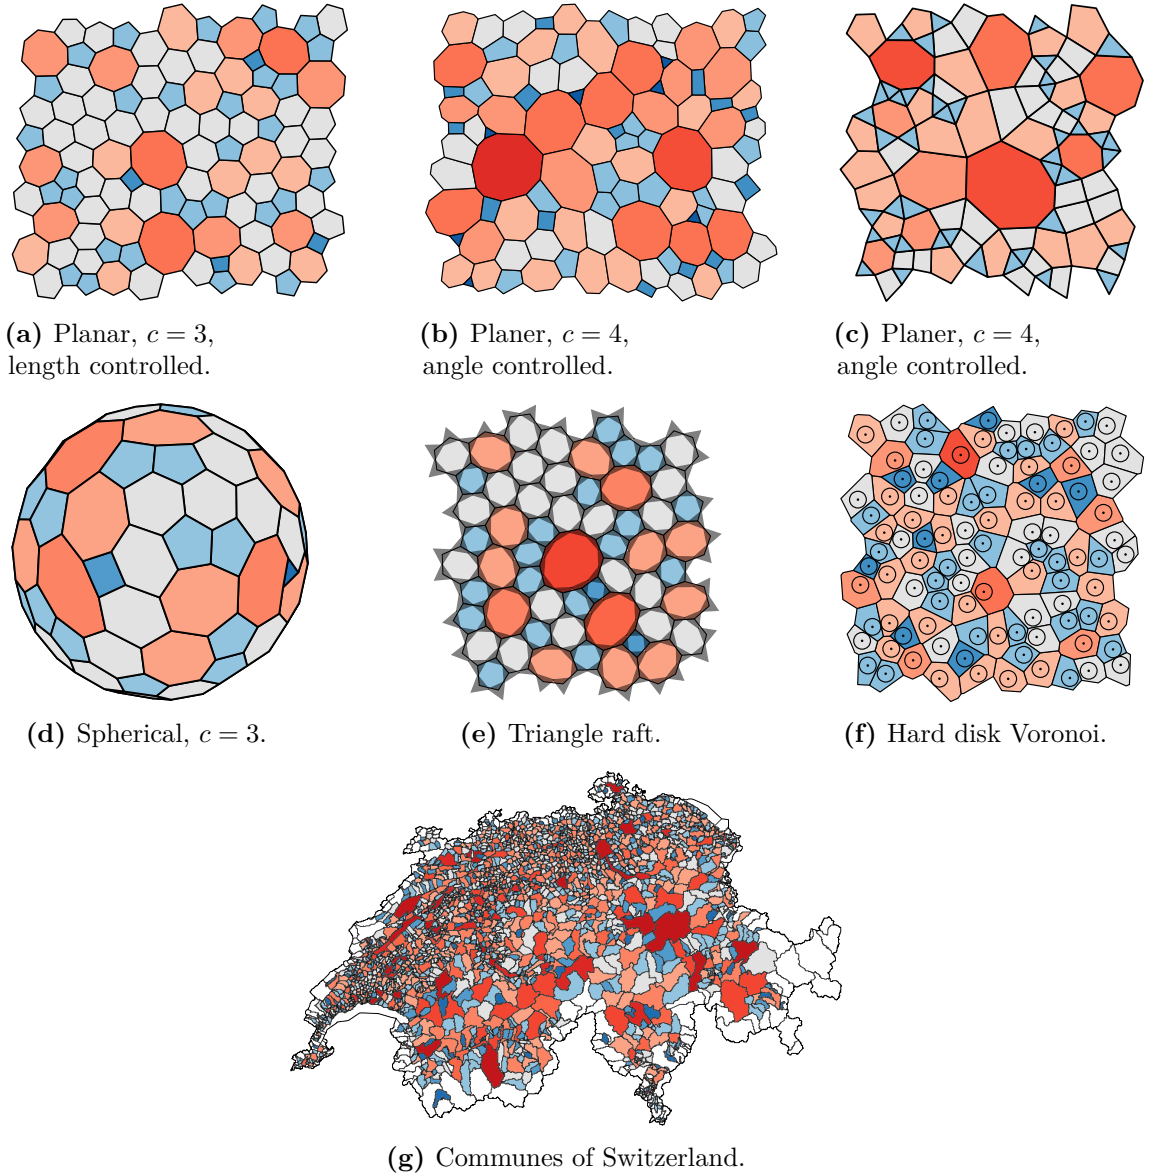 (a) Planar, c = 3,
length controlled.
(b) Planer, c = 4,
angle controlled.
(c) Planer, c = 4,
angle controlled.
(d) Spherical, c = 3.
(e) Triangle raft.
(f) Hard disk Voronoi.
(g) Communes of Switzerland.